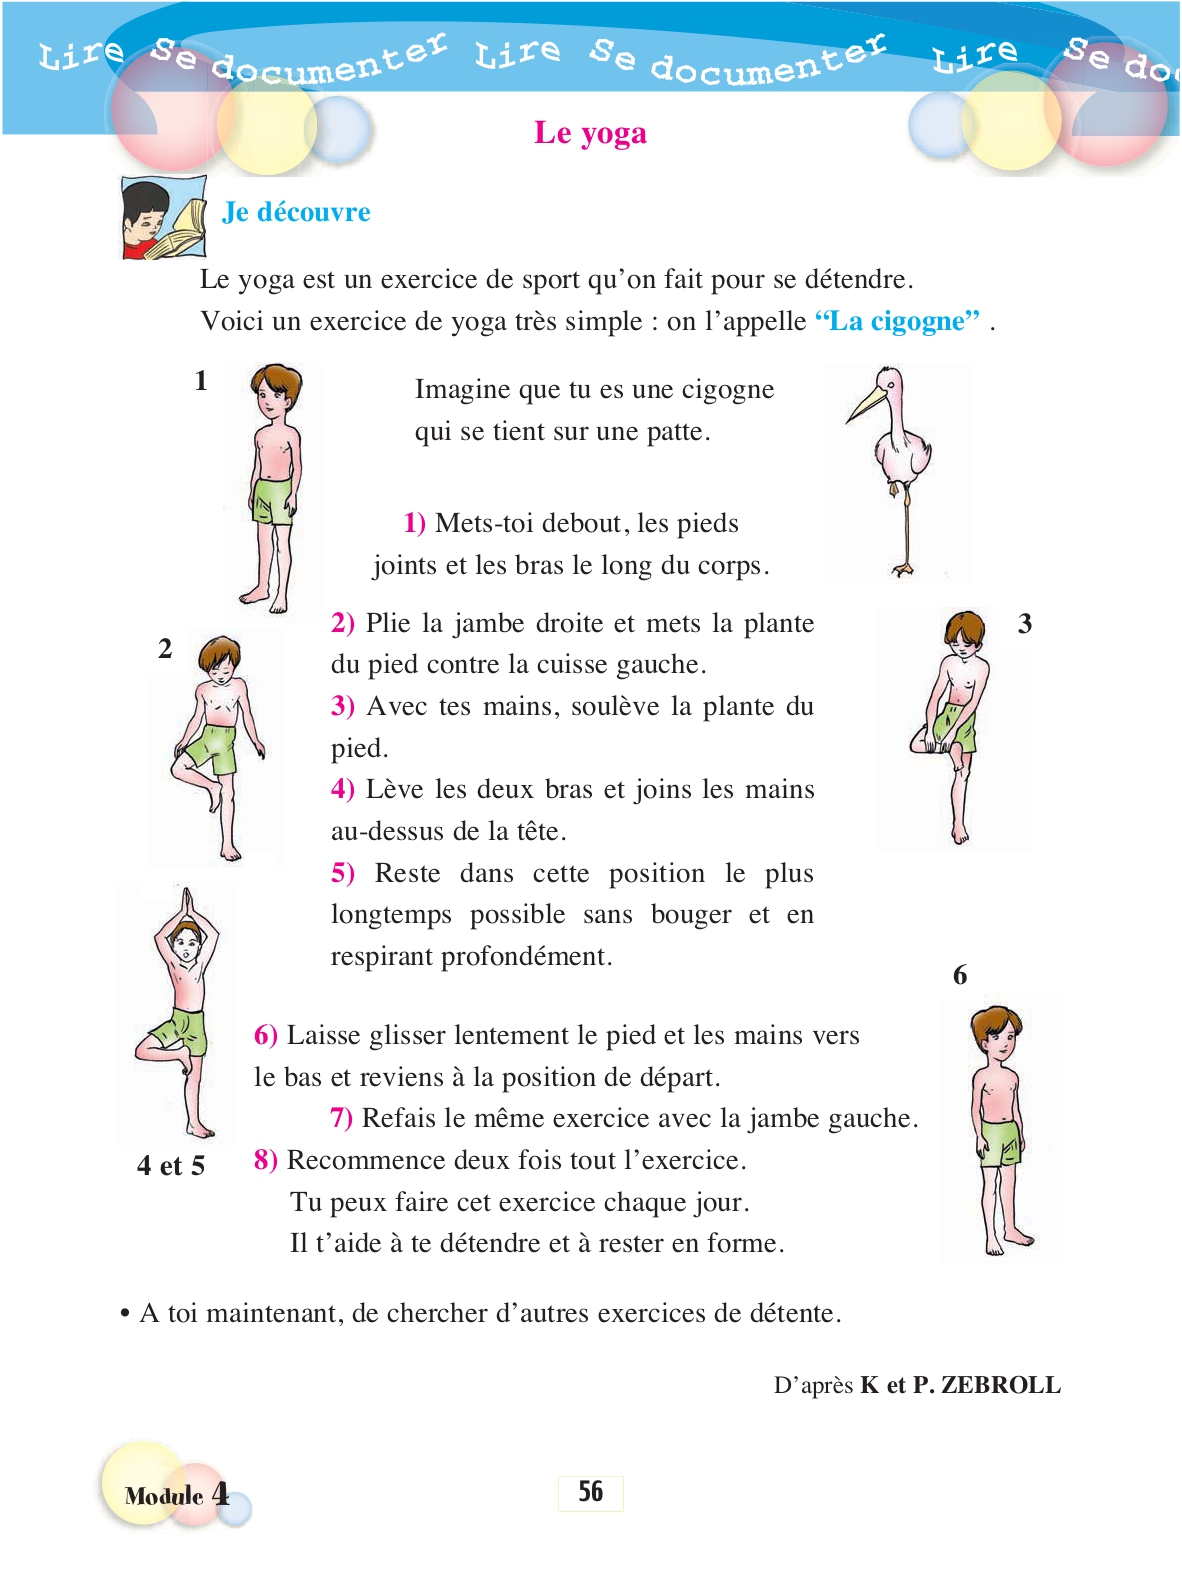 Lire Se documenter Lire Se documenter Lire Se doc
Le yoga
Je découvre
Le yoga est un exercice de sport qu’on fait pour se détendre.
Voici un exercice de yoga très simple : on l’appelle “La cigogne” .
1
Imagine que tu es une cigogne
qui se tient sur une patte.
1) Mets-toi debout, les pieds
joints et les bras le long du corps.
2
3
2) Plie la jambe droite et mets la plante
du pied contre la cuisse gauche.
3) Avec tes mains, soulève la plante du
pied.
4) Lève les deux bras et joins les mains
au-dessus de la tête.
5) Reste dans cette position le plus
longtemps possible sans bouger et en
respirant profondément.
6
6) Laisse glisser lentement le pied et les mains vers
le bas et reviens à la position de départ.
7) Refais le même exercice avec la jambe gauche.
4 et 5
8) Recommence deux fois tout l’exercice.
Tu peux faire cet exercice chaque jour.
Il t’aide à te détendre et à rester en forme.
• A toi maintenant, de chercher d’autres exercices de détente.
D’après K et P. ZEBROLL
Module 4
56